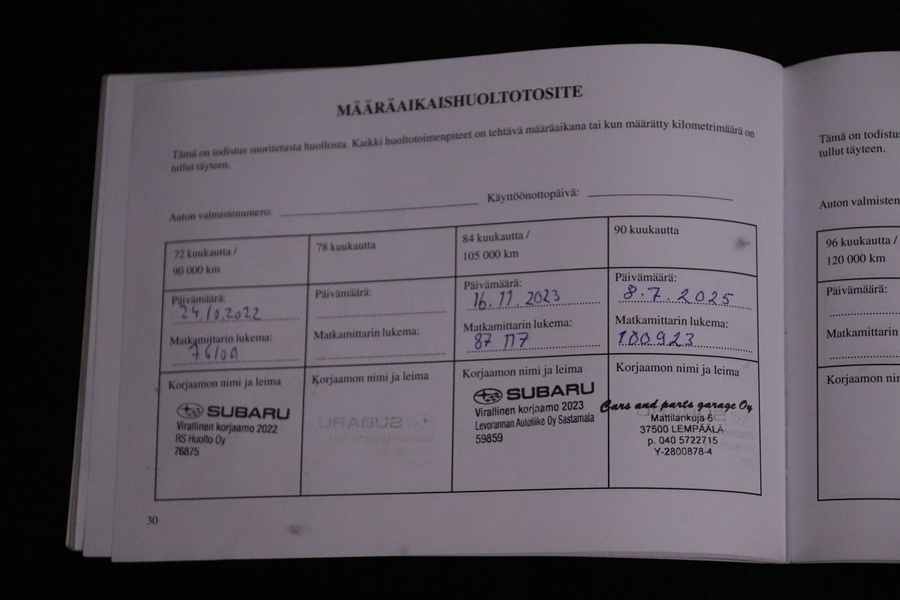 MÄÄRÄAIKAISHUOLTOTOSITE
Tämä on todistus suoritetusta huollosta. Kaikki huoltotoimenpiteet on tehtävä määräaikana tai kun määrätty kilometrimäärä on
tullut täyteen.
Auton valmistenumero:
Käyttöönottopäivä:
72 kuukautta /
90 000 km
Päivämäärä:
Matkamittarin lukema:
Korjaamon nimi ja leima
SUBARU
Virallinen korjaamo 2022
RS Huolto Oy
76875
78 kuukautta
Päivämäärä:
Matkamittarin lukema:
Korjaamon nimi ja leima
84 kuukautta /
105 000 km
Päivämäärä:
16.11.2023
Matkamittarin lukema:
87 117
Korjaamon nimi ja leima
SUBARU
Virallinen korjaamo 2023
Levorannan Autoliike Oy Sastamala
59859
90 kuukautta
Päivämäärä:
8.7.2025
Matkamittarin lukema:
100923
Korjaamon nimi ja leima
Cars and parts garage Oy
Mattilankuja 6
37500 LEMPÄÄLÄ
p. 040 5722715
Y-2800878-4
30
Tämä on todistus
tullut täyteen.
Auton
96 kuukautta /
120 000 km
Päivämäärä:
Matkamittarin
Korjaamon